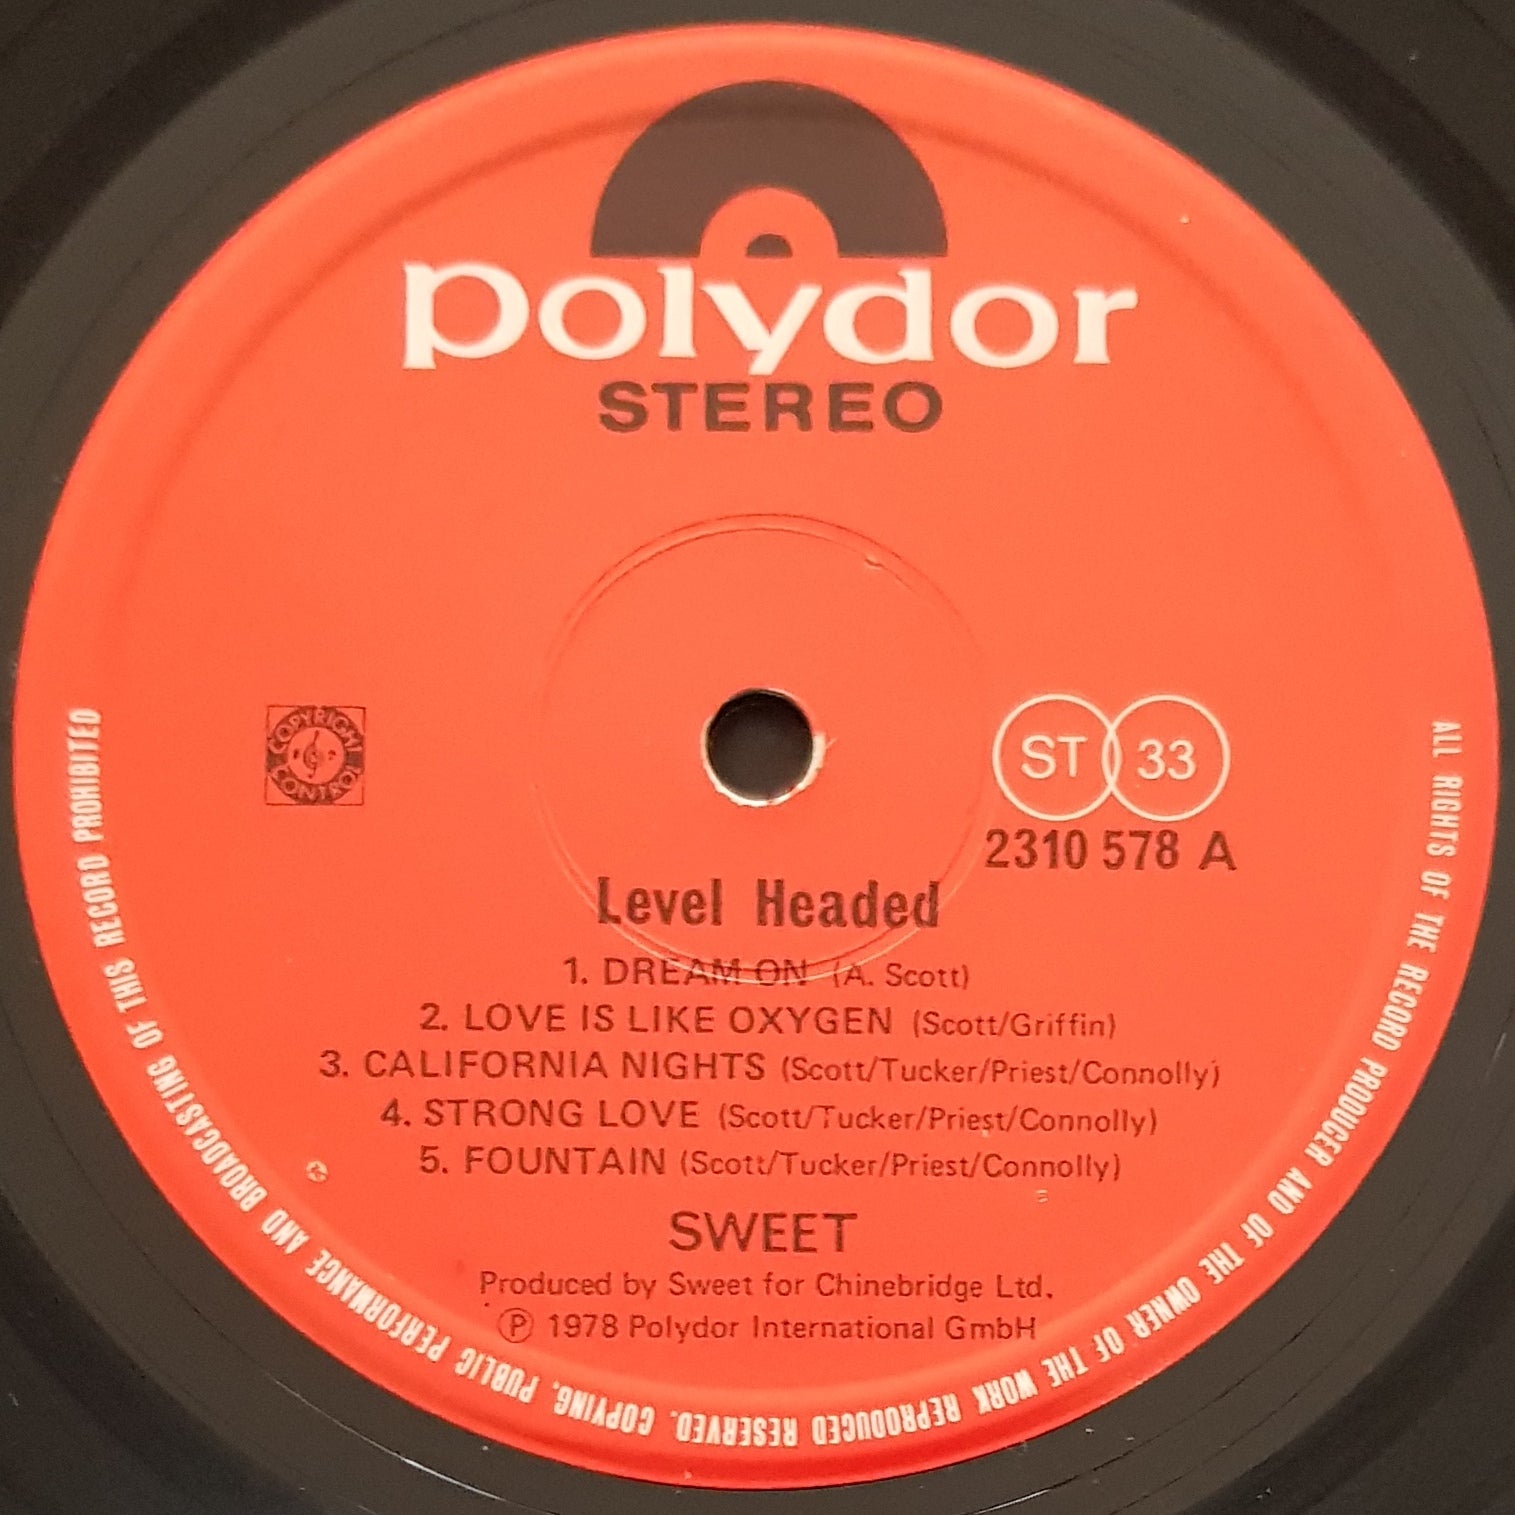 polydor
STEREO
COPYRIGHT
CONTROL
ST 33
2310 578 A
Level Headed
1. DREAM ON (A. Scott)
2. LOVE IS LIKE OXYGEN (Scott/Griffin)
3. CALIFORNIA NIGHTS (Scott/Tucker/Priest/Connolly)
4. STRONG LOVE (Scott/Tucker/Priest/Connolly)
5. FOUNTAIN (Scott/Tucker/Priest/Connolly)
SWEET
Produced by Sweet for Chinebridge Ltd.
Ⓟ 1978 Polydor International GmbH
ALL RIGHTS OF THE RECORD PRODUCER AND OF THE OWNER OF THE WORK REPRODUCED RESERVED. COPYING, PUBLIC PERFORMANCE AND BROADCASTING OF THIS RECORD PROHIBITED